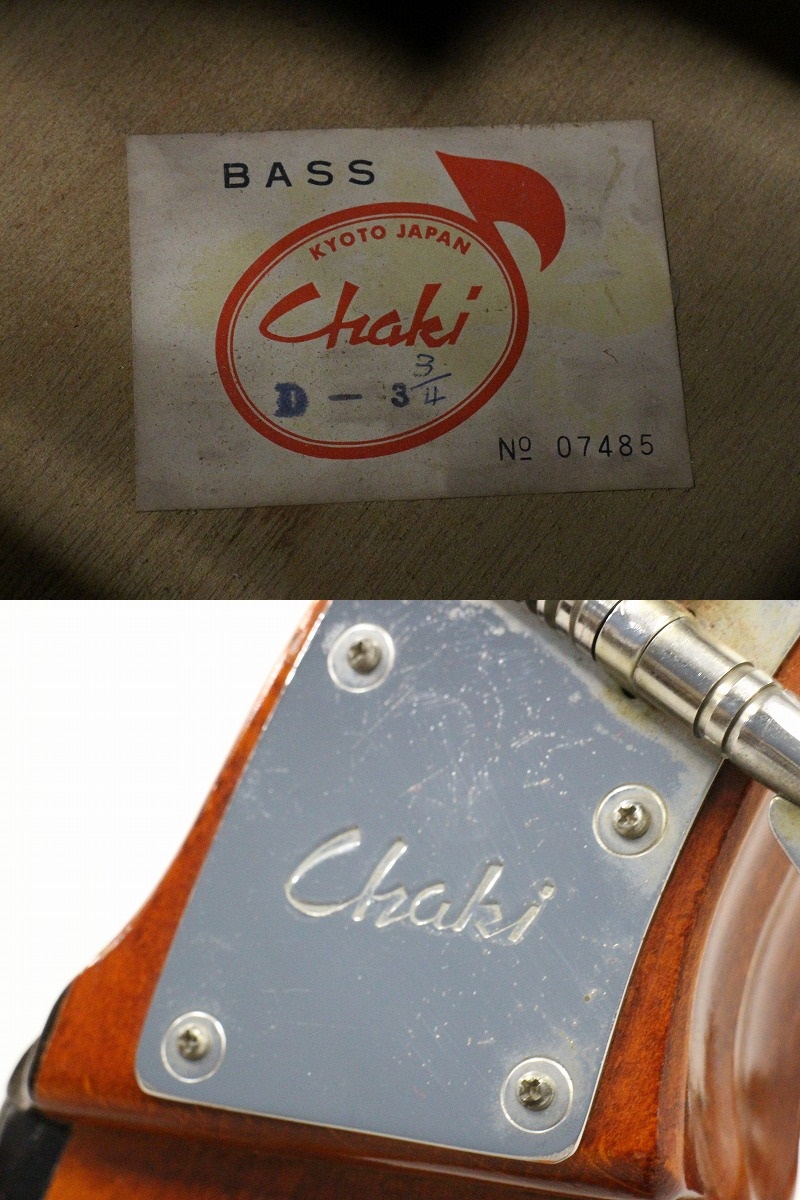 BASS
KYOTO JAPAN
Chaki
D - 3 3/4
Nº 07485
Chaki